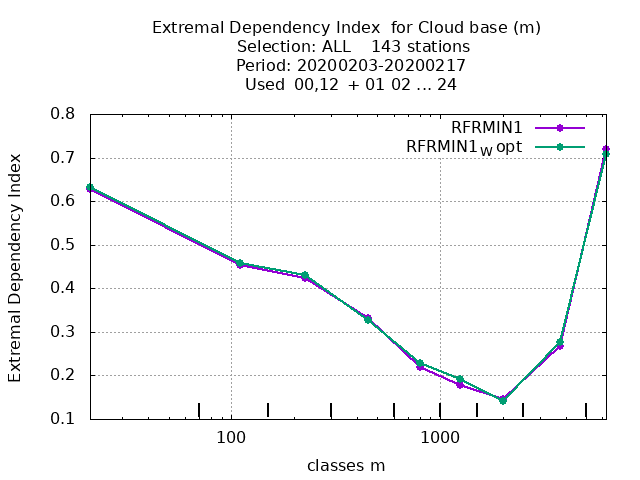 Extremal Dependency Index  for Cloud base (m)
Selection: ALL    143 stations
Period: 20200203-20200217
Used  00,12  + 01 02 ... 24
RFRMIN1
RFRMIN1W opt
Extremal Dependency Index
0.8
0.7
0.6
0.5
0.4
0.3
0.2
0.1
100
1000
classes m